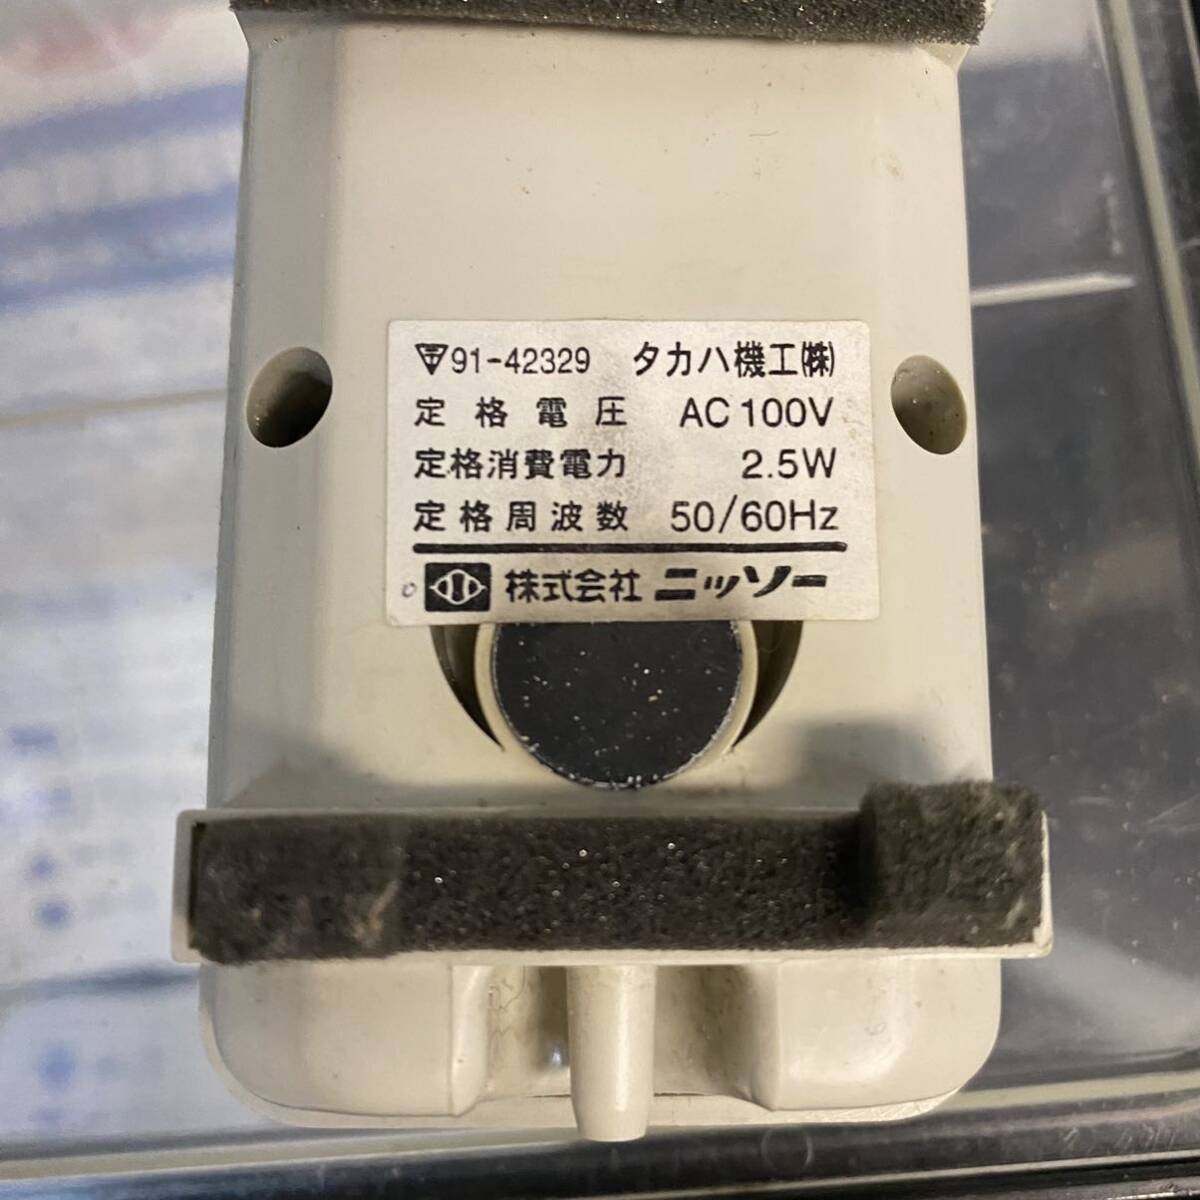 91-42329 タカハ機工㈱
定格電圧 AC100V
定格消費電力 2.5W
定格周波数 50/60Hz
株式会社 ニッソー